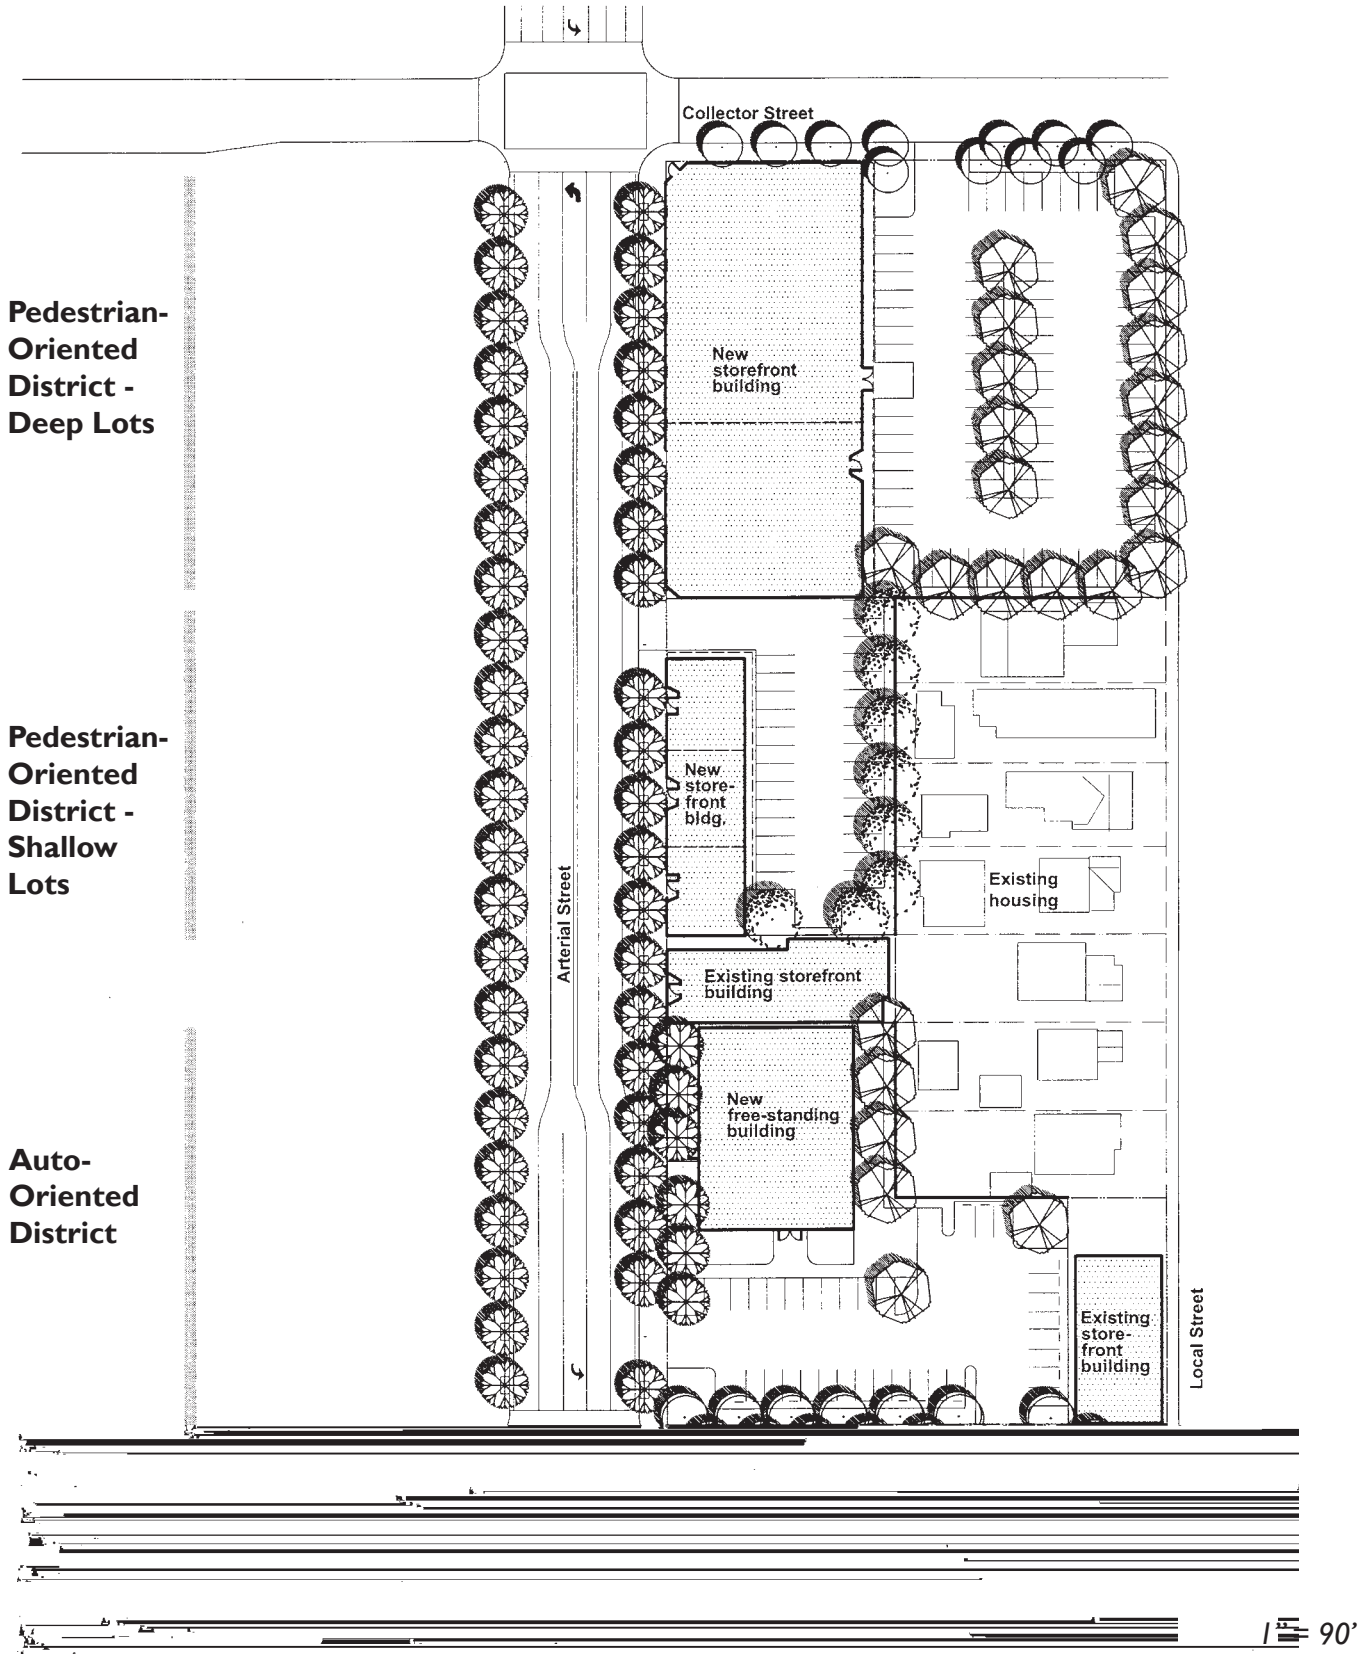 Collector Street
Pedestrian-
Oriented
District -
Deep Lots
New
storefront
building
Pedestrian-
Oriented
District -
Shallow
Lots
New
store-
front
bldg.
Existing
housing
Arterial Street
Existing storefront
building
New
free-standing
building
Auto-
Oriented
District
Existing
store-
front
building
Local Street
1" = 90'